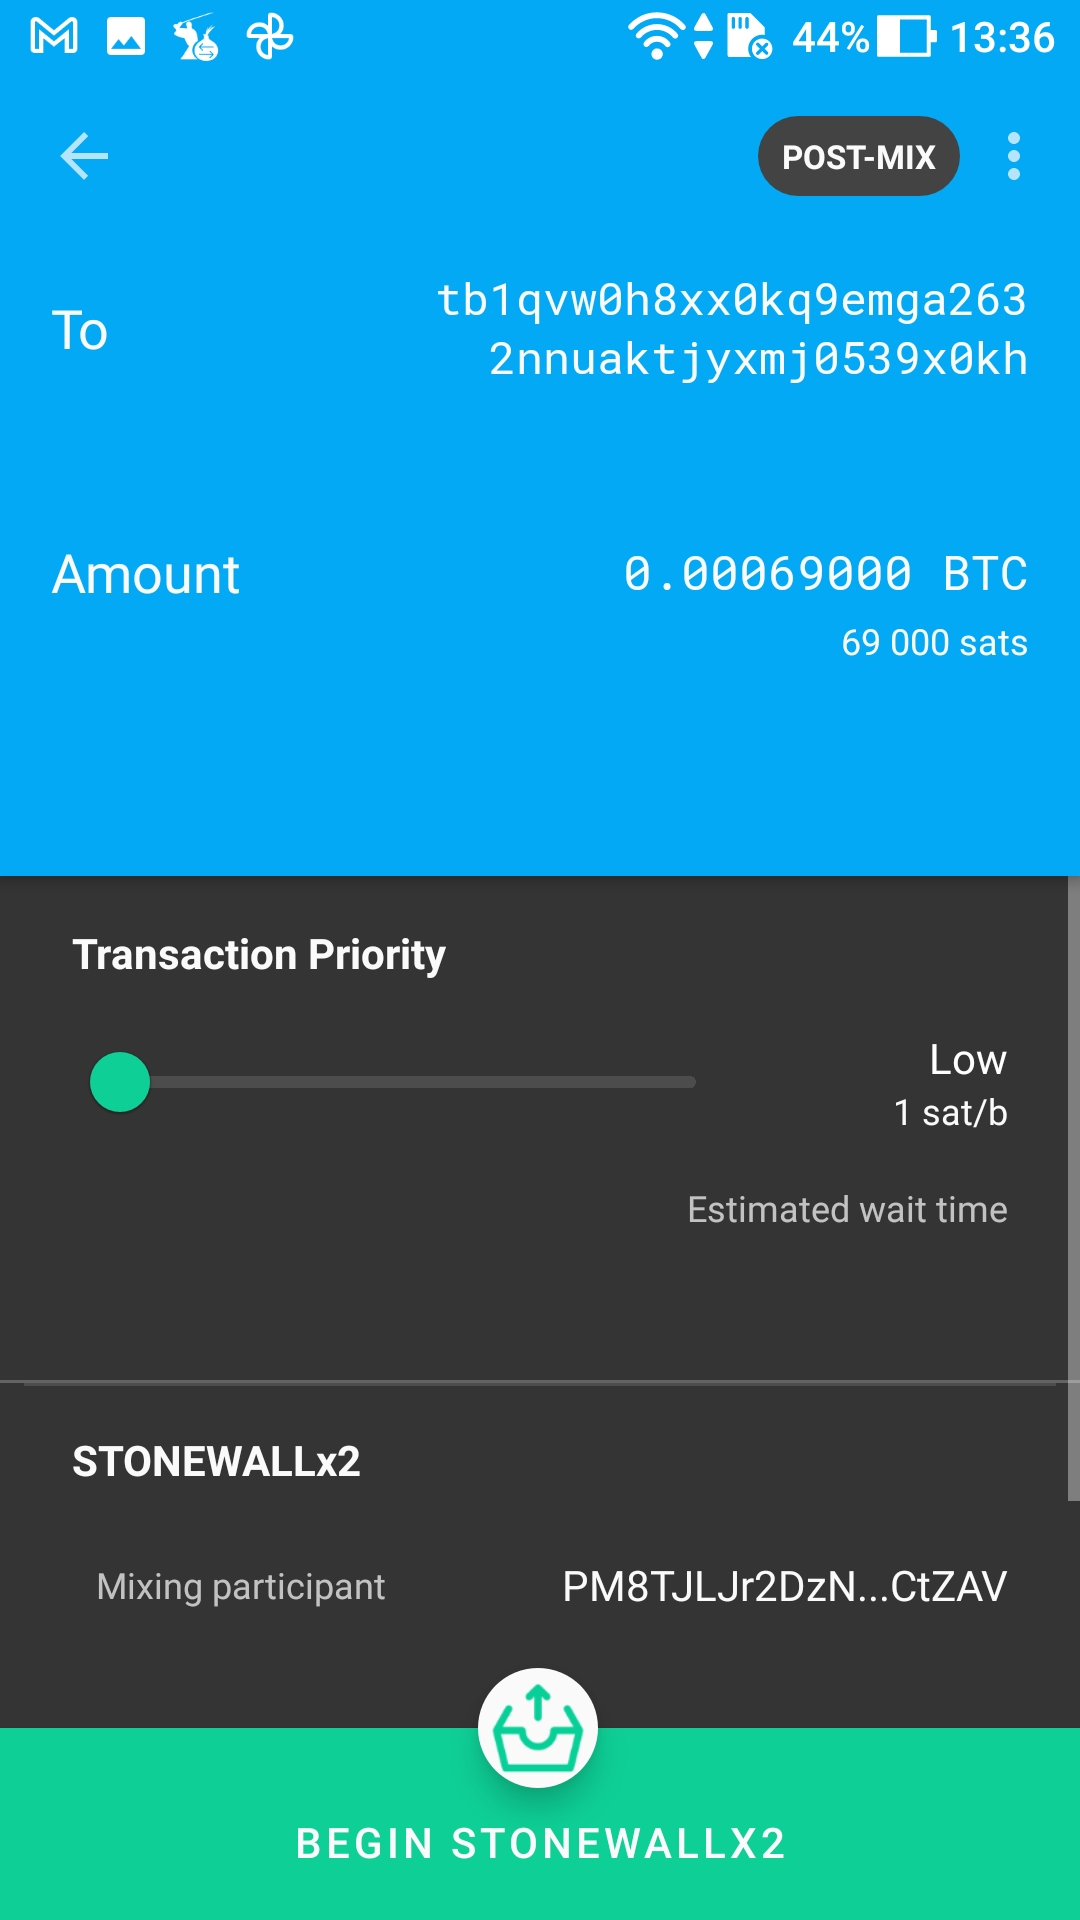 44% 13:36
POST-MIX
To
tb1qvw0h8xx0kq9emga263
2nnuaktjyxmj0539x0kh
Amount
0.00069000 BTC
69 000 sats
Transaction Priority
Low
1 sat/b
Estimated wait time
STONEWALLx2
Mixing participant PM8TJLJr2DzN...CtZAV
BEGIN STONEWALLX2